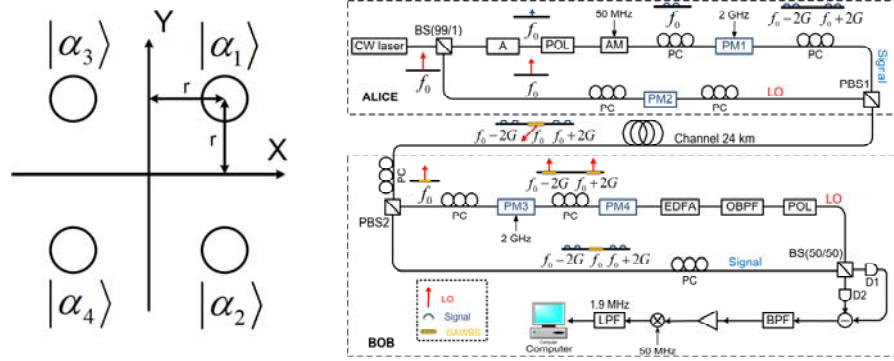 Y
|α₃⟩
|α₁⟩
r
r
X
|α₄⟩
|α₂⟩
CW laser
BS(99/1)
f₀
A
f₀
POL
f₀
50 MHz
AM
f₀
PC
2 GHz
PM1
f₀−2G f₀+2G
PC
Signal
PC
PM2
PC
LO
PBS1
ALICE
f₀−2G f₀ f₀+2G
Channel 24 km
PC
f₀
f₀−2G f₀+2G
PBS2
PC
PM3
PC
PM4
EDFA
OBPF
POL
LO
2 GHz
f₀−2G f₀ f₀+2G
Signal
PC
BS(50/50)
D1
D2
LO
Signal
GAWBS
Computer
Computer
1.9 MHz
LPF
BPF
50 MHz
BOB